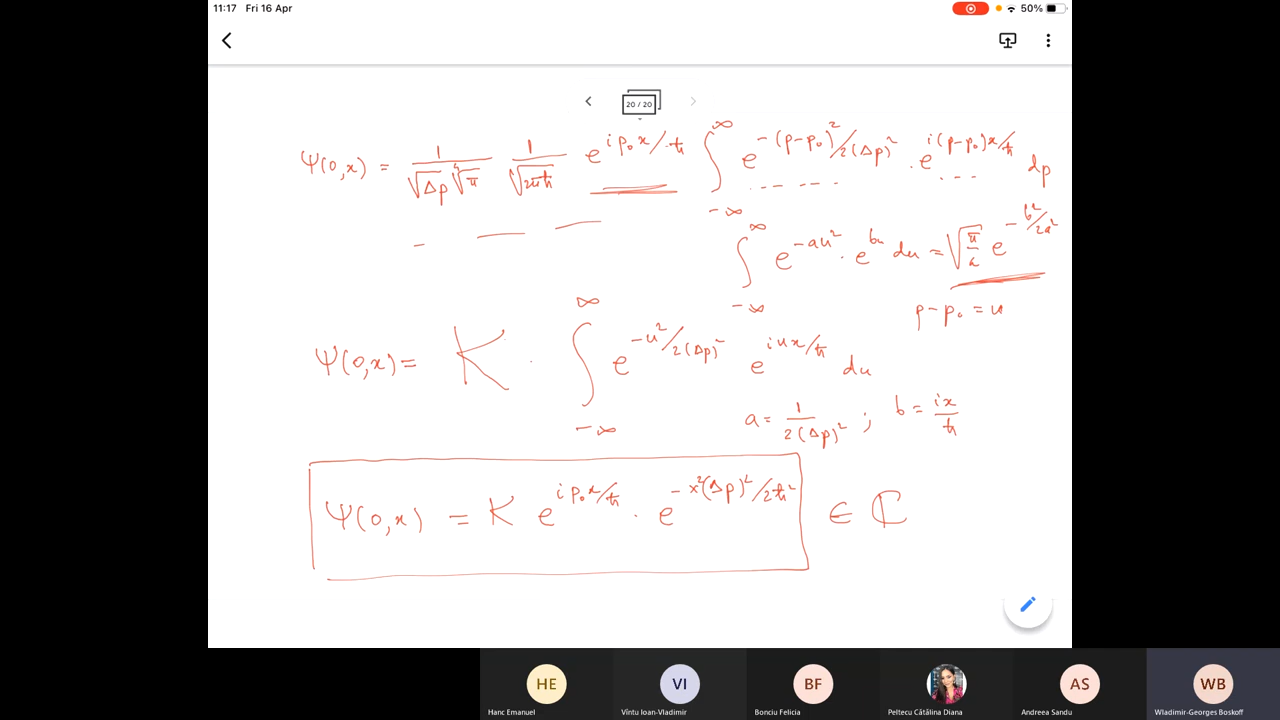 11:17 Fri 16 Apr 50%
20 / 20
Ψ(0,x) = 1/(√Δp ∜π) 1/√(2πħ) e^{i p₀x/ħ} ∫_{-∞}^{∞} e^{-(p-p₀)²/2(Δp)²} · e^{i(p-p₀)x/ħ} dp
∫_{-∞}^{∞} e^{-au²} · e^{bu} du = √(π/a) e^{-b²/2a²}
p-p₀ = u
Ψ(0,x) = K · ∫_{-∞}^{∞} e^{-u²/2(Δp)²} e^{iux/ħ} du
a = 1/2(Δp)² ; b = ix/ħ
Ψ(0,x) = K e^{i p₀x/ħ} · e^{-x²(Δp)²/2ħ²} ∈ ℂ
HE VI BF AS WB
Hanc Emanuel Vîntu Ioan-Vladimir Bonciu Felicia Peltecu Cătălina Diana Andreea Sandu Wladimir-Georges Boskoff